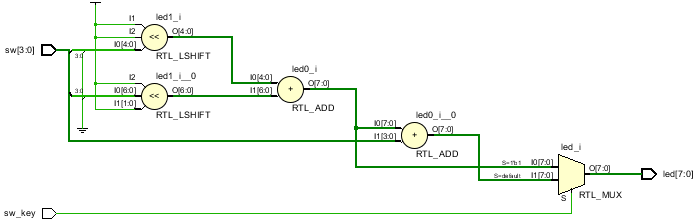 led1_i
I1
I2
I0[4:0]
<<
O[4:0]
RTL_LSHIFT
sw[3:0]
3:0
led1_i__0
I2
3:0
I0[6:0]
I1[1:0]
<<
O[6:0]
RTL_LSHIFT
led0_i
I0[4:0]
I1[6:0]
+
O[7:0]
RTL_ADD
led0_i__0
I0[7:0]
I1[3:0]
+
O[7:0]
RTL_ADD
led_i
S=1'b1
I0[7:0]
S=default
I1[7:0]
O[7:0]
led[7:0]
S
RTL_MUX
sw_key